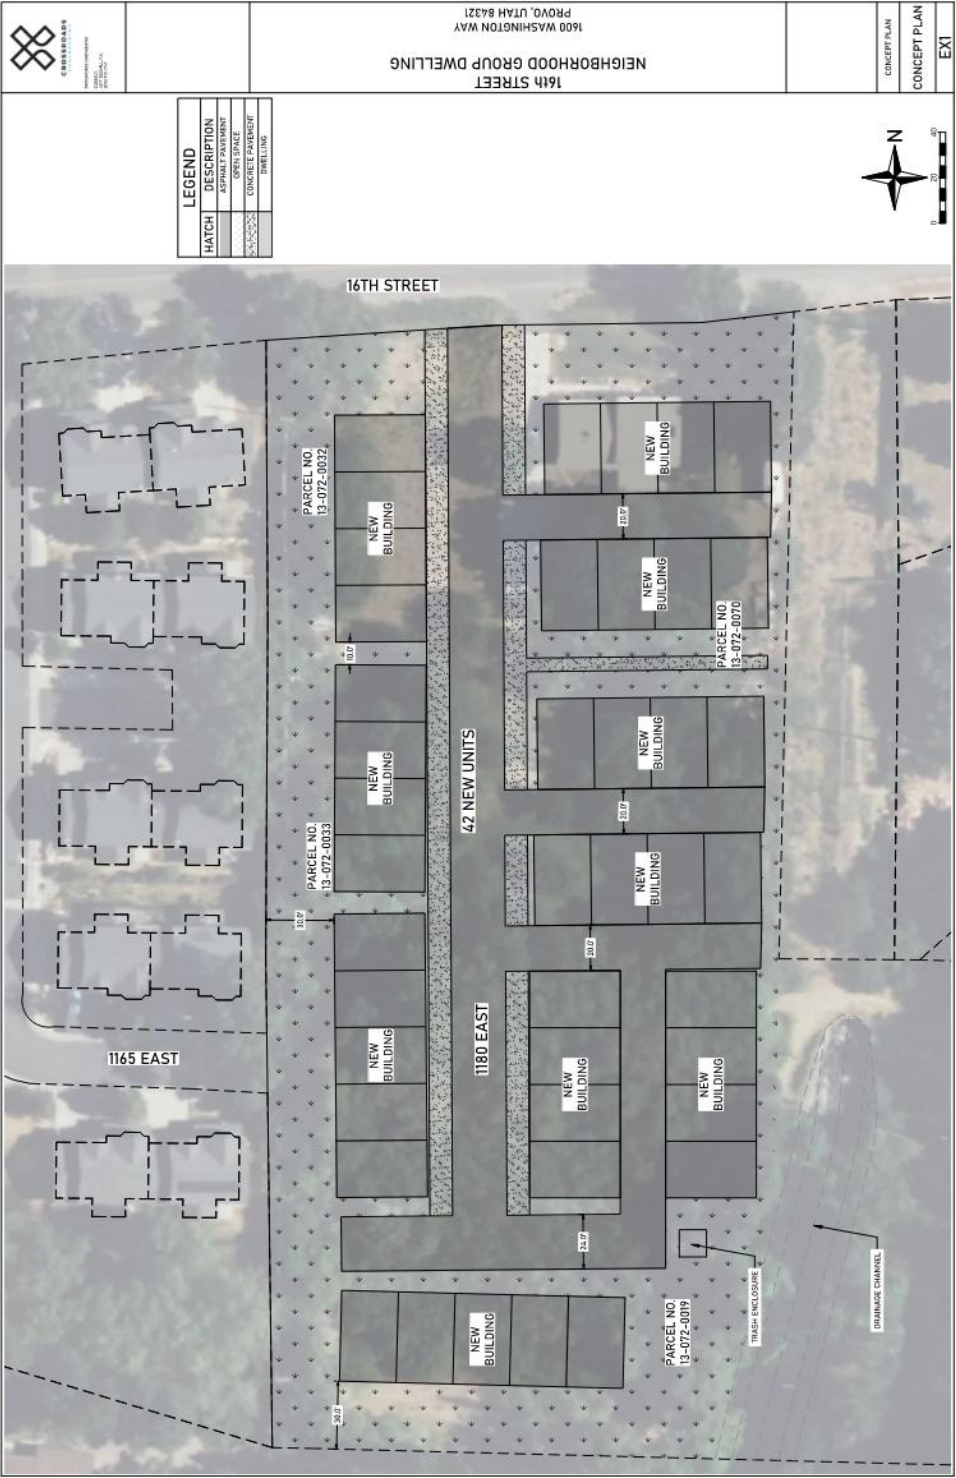 CROSSROADS
16th STREET
NEIGHBORHOOD GROUP DWELLING
1600 WASHINGTON WAY
PROVO, UTAH 84321
CONCEPT PLAN
CONCEPT PLAN
EX1
LEGEND
HATCH DESCRIPTION
ASPHALT PAVEMENT
OPEN SPACE
CONCRETE PAVEMENT
DWELLING
N
0 20 40
16TH STREET
PARCEL NO.
13-072-0032
NEW
BUILDING
NEW
BUILDING
20.0'
NEW
BUILDING
PARCEL NO.
13-072-0070
10.0'
42 NEW UNITS
NEW
BUILDING
NEW
BUILDING
20.0'
PARCEL NO.
13-072-0033
NEW
BUILDING
30.0'
20.0'
1165 EAST
NEW
BUILDING
1180 EAST
NEW
BUILDING
NEW
BUILDING
24.0'
TRASH ENCLOSURE
DRAINAGE CHANNEL
PARCEL NO.
13-072-0019
NEW
BUILDING
30.0'